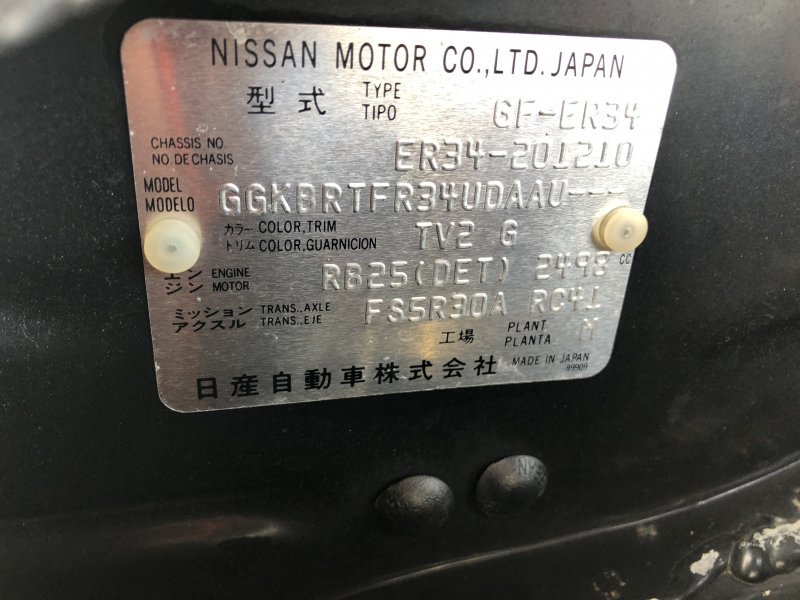 NISSAN MOTOR CO.,LTD. JAPAN
型式 TYPE TIPO GF-ER34
CHASSIS NO. NO. DE CHASIS ER34-201210
MODEL MODELO GGKBRTFR34UDAAU---
カラー トリム COLOR,TRIM COLOR,GUARNICION TV2 G
エンジン ENGINE MOTOR RB25(DET) 2498 CC
ミッション アクスル TRANS.,AXLE TRANS.,EJE FS5R30A RC41
工場 PLANT PLANTA M
日産自動車株式会社 MADE IN JAPAN
89909